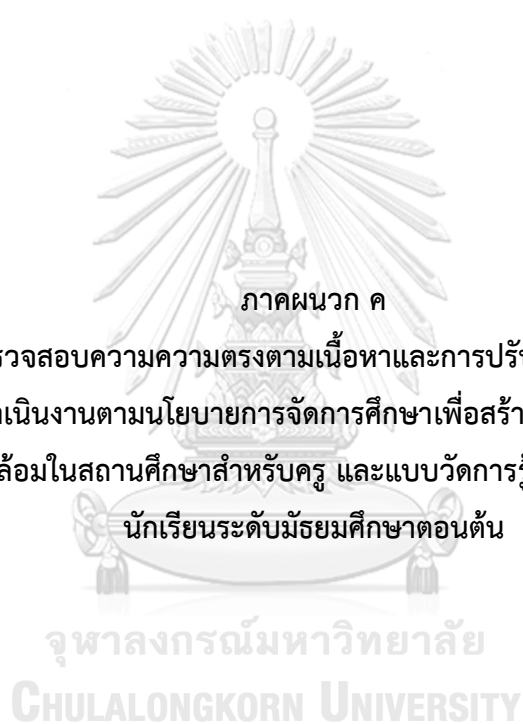 ภาคผนวก ค
รวจสอบความความตรงตามเนื้อหาและการปรับ
เนินงานตามนโยบายการจัดการศึกษาเพื่อสร้า
ล้อมในสถานศึกษาสำหรับครู และแบบวัดการรู้
นักเรียนระดับมัธยมศึกษาตอนต้น
จุฬาลงกรณ์มหาวิทยาลัย
CHULALONGKORN UNIVERSITY